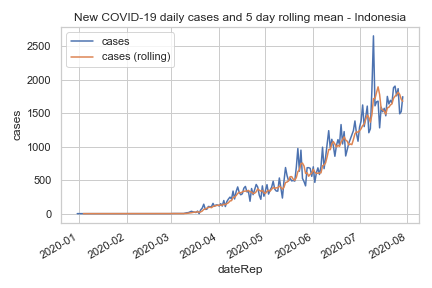 New COVID-19 daily cases and 5 day rolling mean - Indonesia
cases
cases (rolling)
2500
2000
1500
1000
500
0
cases
2020-01
2020-02
2020-03
2020-04
2020-05
2020-06
2020-07
2020-08
dateRep